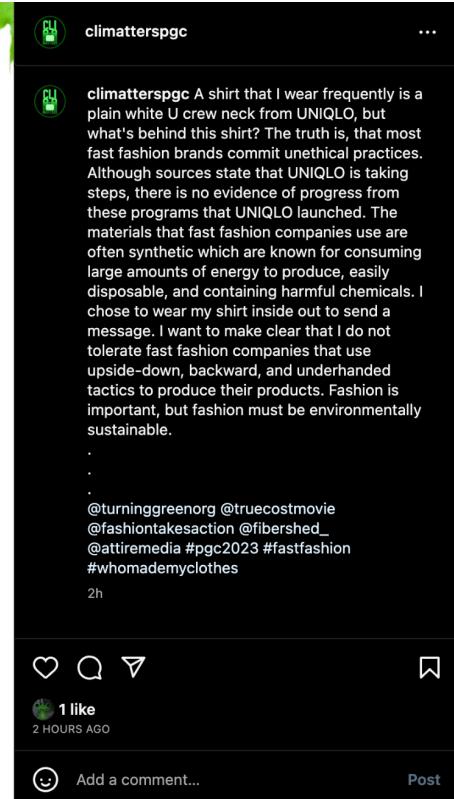 climatterspgc
climatterspgc A shirt that I wear frequently is a
plain white U crew neck from UNIQLO, but
what's behind this shirt? The truth is, that most
fast fashion brands commit unethical practices.
Although sources state that UNIQLO is taking
steps, there is no evidence of progress from
these programs that UNIQLO launched. The
materials that fast fashion companies use are
often synthetic which are known for consuming
large amounts of energy to produce, easily
disposable, and containing harmful chemicals. I
chose to wear my shirt inside out to send a
message. I want to make clear that I do not
tolerate fast fashion companies that use
upside-down, backward, and underhanded
tactics to produce their products. Fashion is
important, but fashion must be environmentally
sustainable.
.
.
.
@turninggreenorg @truecostmovie
@fashiontakesaction @fibershed_
@attiremedia #pgc2023 #fastfashion
#whomademyclothes
2h
1 like
2 HOURS AGO
Add a comment... Post